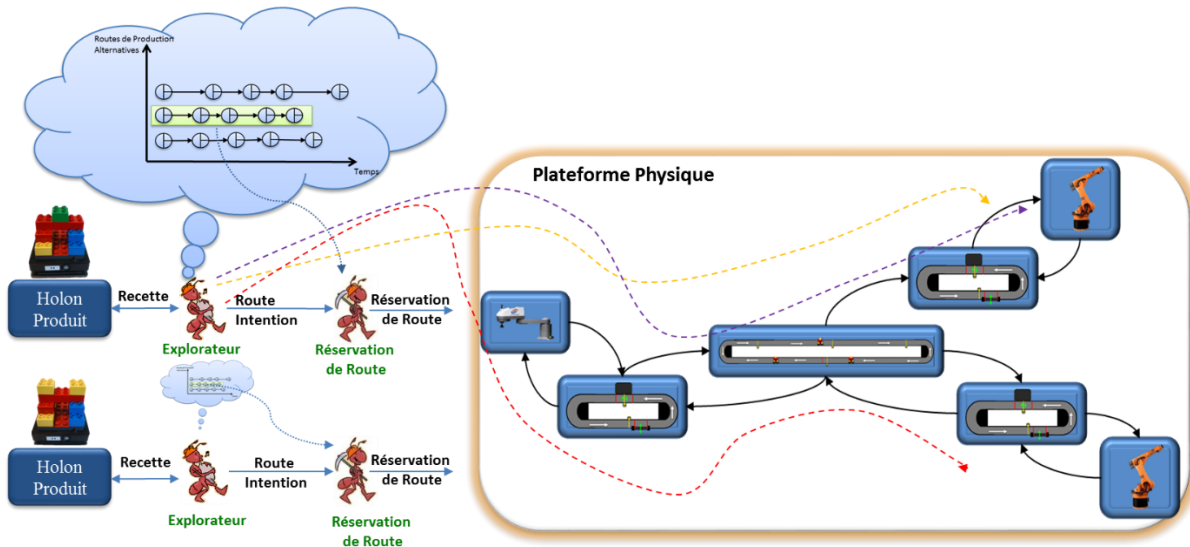 Routes de Production
Alternatives
Temps
Plateforme Physique
Holon
Produit
Recette
Explorateur
Route
Intention
Réservation
de Route
Réservation
de Route
Holon
Produit
Recette
Explorateur
Route
Intention
Réservation
de Route
Réservation
de Route